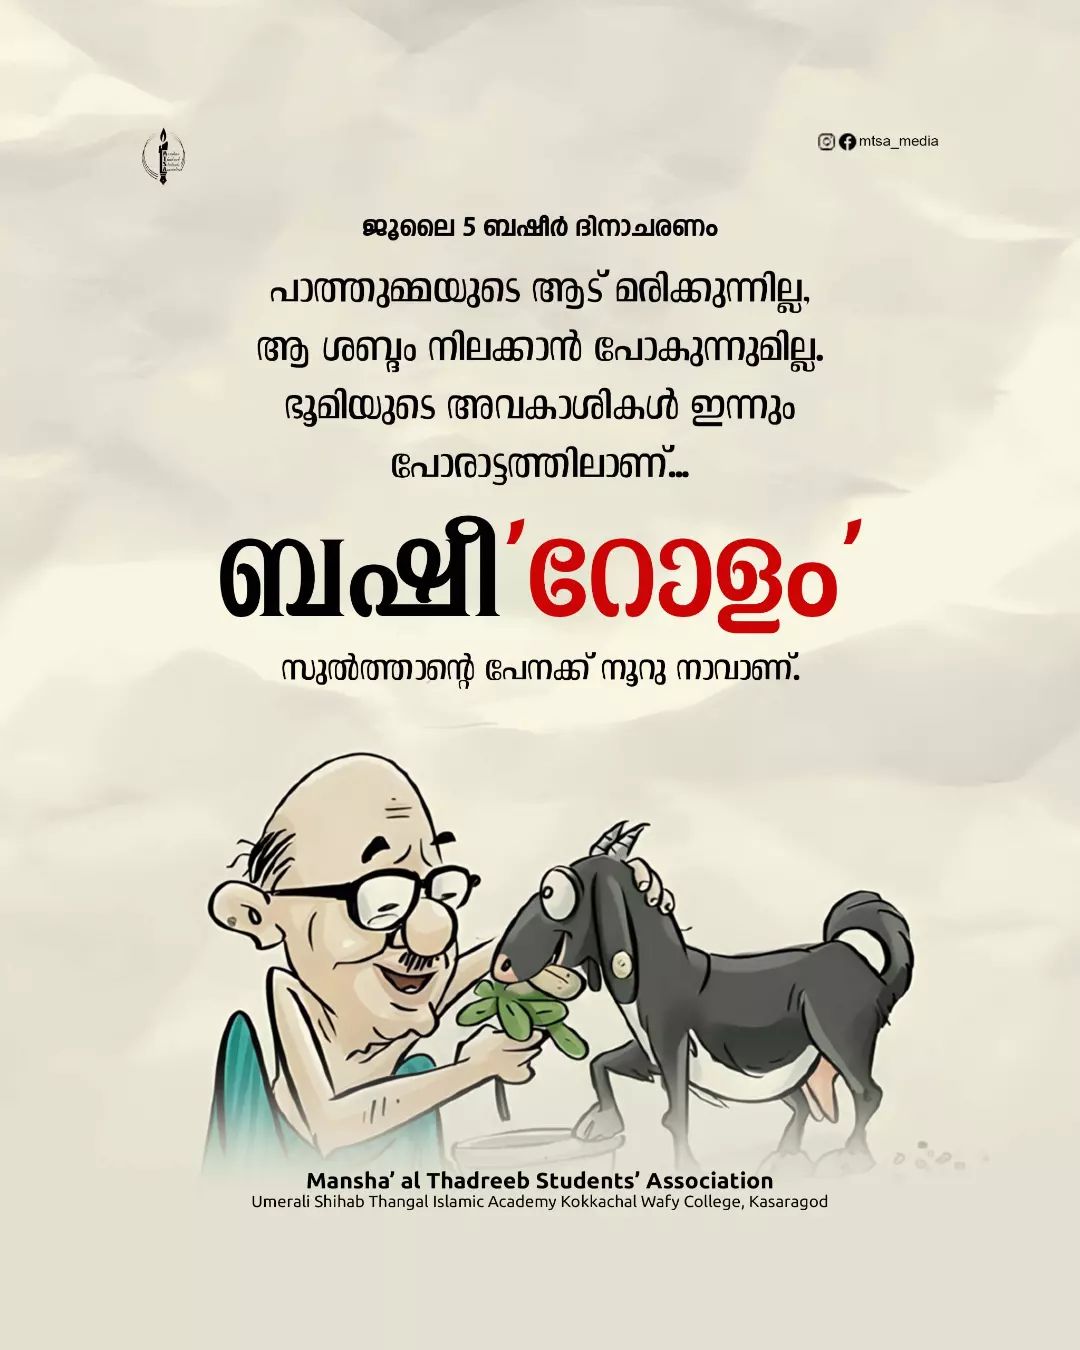 mtsa_media
ജൂലൈ 5 ബഷീർ ദിനാചരണം
പാത്തുമ്മയുടെ ആട് മരിക്കുന്നില്ല,
ആ ശബ്ദം നിലക്കാൻ പോകുന്നുമില്ല.
ഭൂമിയുടെ അവകാശികൾ ഇന്നും
പോരാട്ടത്തിലാണ്...
ബഷീ'റോളം'
സുൽത്താന്റെ പേനക്ക് നൂറു നാവാണ്.
Mansha’ al Thadreeb Students’ Association
Umerali Shihab Thangal Islamic Academy Kokkachal Wafy College, Kasaragod